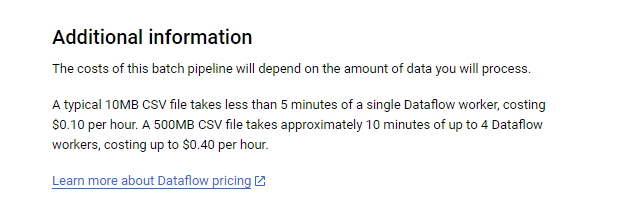 Additional information
The costs of this batch pipeline will depend on the amount of data you will process.
A typical 10MB CSV file takes less than 5 minutes of a single Dataflow worker, costing
$0.10 per hour. A 500MB CSV file takes approximately 10 minutes of up to 4 Dataflow
workers, costing up to $0.40 per hour.
Learn more about Dataflow pricing